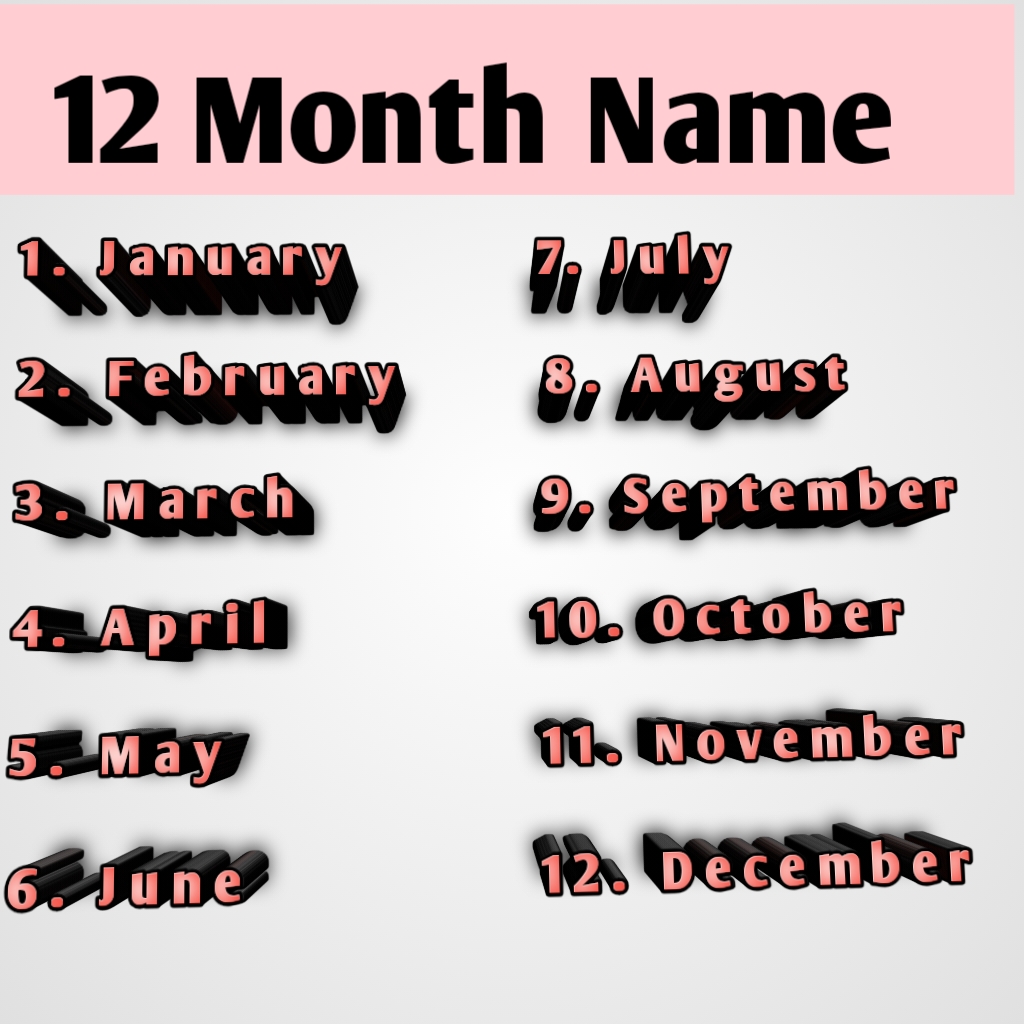 12 Month Name
1. January
2. February
3. March
4. April
5. May
6. June
7. July
8. August
9. September
10. October
11. November
12. December